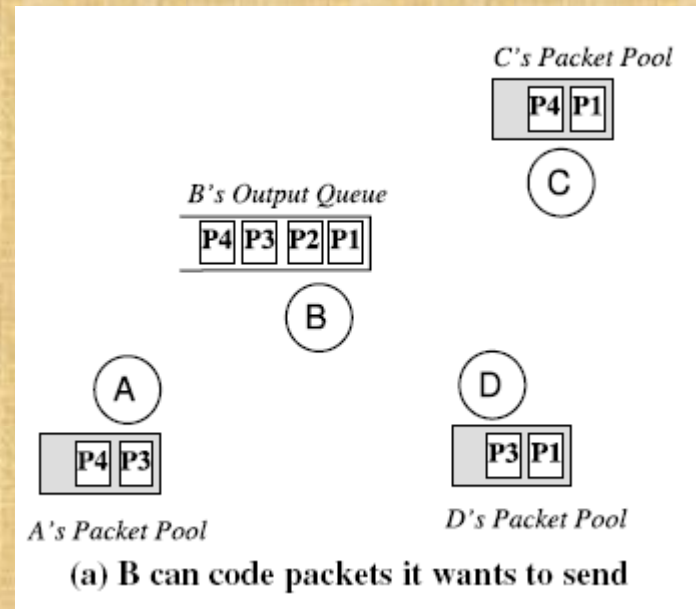 C's Packet Pool
P4 P1
C
B's Output Queue
P4 P3 P2 P1
B
A
D
P4 P3
P3 P1
A's Packet Pool
D's Packet Pool
(a) B can code packets it wants to send